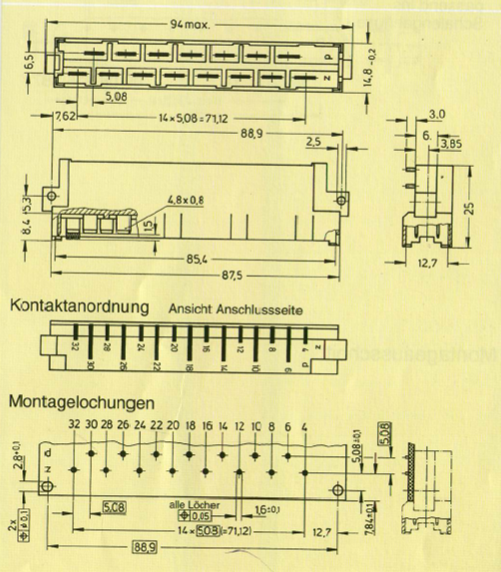 94 max.
6,5
d
z
14,8 -0,2
5,08
7,62
14 x 5,08 = 71,12
88,9
2,5
3.0
6.
3,85
5,3
8,4
4,8 x 0,8
1,5
25
85,4
87,5
12,7
Kontaktanordnung Ansicht Anschlussseite
32 30 28 26 24 22 20 18 16 14 12 10 8 6 4
z
d
Montagelochungen
32 30 28 26 24 22 20 18 16 14 12 10 8 6 4
d
z
2,8 +0,1
5,08 ±0,1
5,08
7,84 ±0,1
2x ⌖ ø 0,1
5,08
alle Löcher
⌖ 0,05
1,6 ±0,1
14 x 5,08 (=71,12)
12,7
88,9